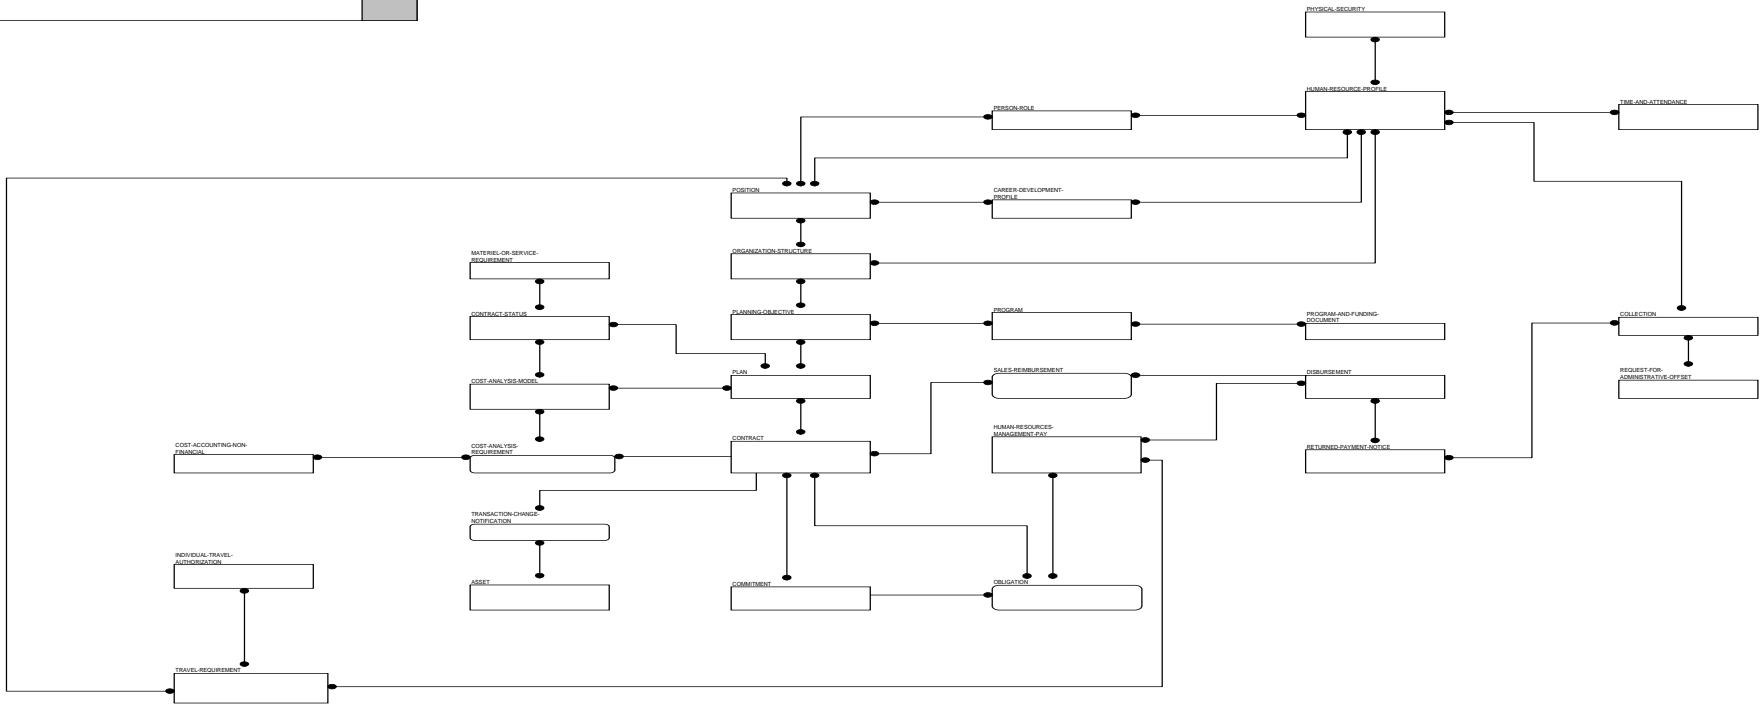 PHYSICAL-SECURITY
HUMAN-RESOURCE-PROFILE
PERSON-ROLE
TIME-AND-ATTENDANCE
POSITION
CAREER-DEVELOPMENT-
PROFILE
MATERIEL-OR-SERVICE-
REQUIREMENT
ORGANIZATION-STRUCTURE
CONTRACT-STATUS
PLANNING-OBJECTIVE
PROGRAM
PROGRAM-AND-FUNDING-
DOCUMENT
COLLECTION
COST-ANALYSIS-MODEL
PLAN
SALES-REIMBURSEMENT
DISBURSEMENT
REQUEST-FOR-
ADMINISTRATIVE-OFFSET
COST-ACCOUNTING-NON-
FINANCIAL
COST-ANALYSIS-
REQUIREMENT
CONTRACT
HUMAN-RESOURCES-
MANAGEMENT-PAY
RETURNED-PAYMENT-NOTICE
TRANSACTION-CHANGE-
NOTIFICATION
INDIVIDUAL-TRAVEL-
AUTHORIZATION
ASSET
COMMITMENT
OBLIGATION
TRAVEL-REQUIREMENT